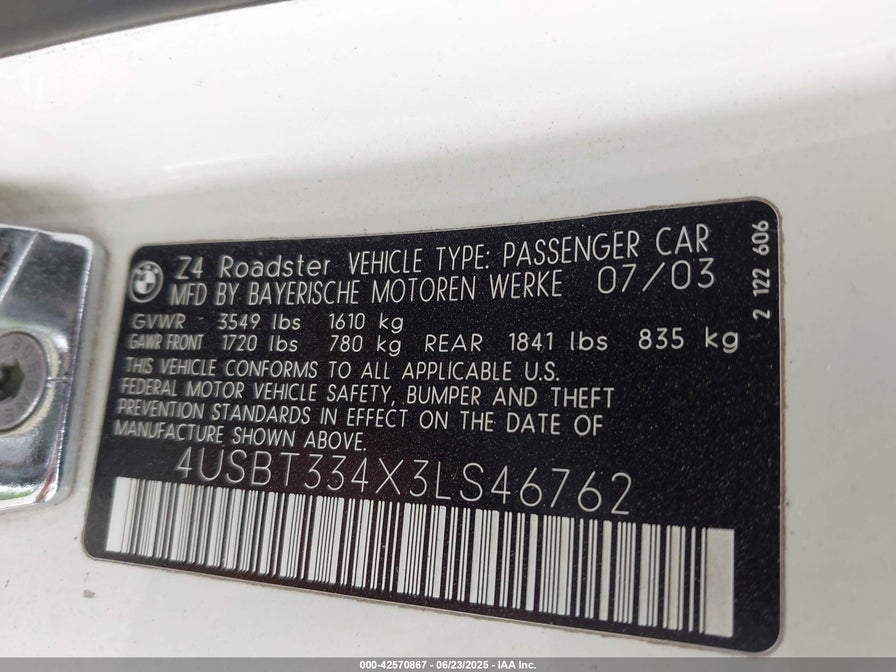 Z4 Roadster VEHICLE TYPE: PASSENGER CAR
MFD BY BAYERISCHE MOTOREN WERKE 07/03
GVWR 3549 lbs 1610 kg
GAWR FRONT 1720 lbs 780 kg REAR 1841 lbs 835 kg
THIS VEHICLE CONFORMS TO ALL APPLICABLE U.S.
FEDERAL MOTOR VEHICLE SAFETY, BUMPER AND THEFT
PREVENTION STANDARDS IN EFFECT ON THE DATE OF
MANUFACTURE SHOWN ABOVE.
4USBT334X3LS46762
2 122 606
000-42570867 - 06/23/2025 - IAA Inc.